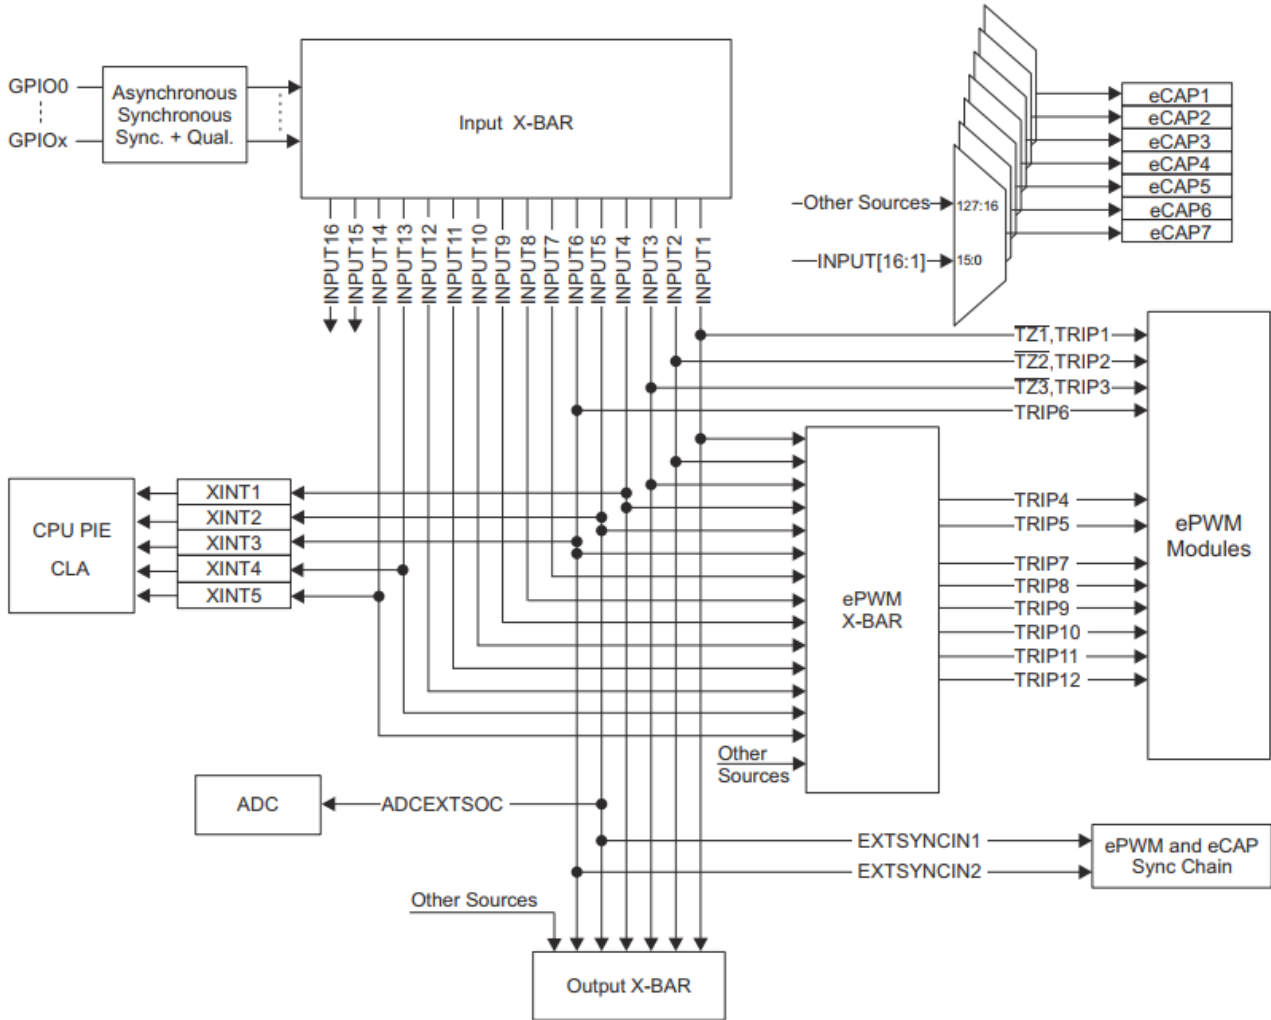 GPIO0
GPIOx
Asynchronous
Synchronous
Sync. + Qual.
Input X-BAR
INPUT16
INPUT15
INPUT14
INPUT13
INPUT12
INPUT11
INPUT10
INPUT9
INPUT8
INPUT7
INPUT6
INPUT5
INPUT4
INPUT3
INPUT2
INPUT1
Other Sources
127:16
INPUT[16:1]
15:0
eCAP1
eCAP2
eCAP3
eCAP4
eCAP5
eCAP6
eCAP7
TZ1,TRIP1
TZ2,TRIP2
TZ3,TRIP3
TRIP6
CPU PIE
CLA
XINT1
XINT2
XINT3
XINT4
XINT5
ePWM
X-BAR
TRIP4
TRIP5
TRIP7
TRIP8
TRIP9
TRIP10
TRIP11
TRIP12
ePWM
Modules
Other
Sources
ADC
ADCEXTSOC
EXTSYNCIN1
EXTSYNCIN2
ePWM and eCAP
Sync Chain
Other Sources
Output X-BAR